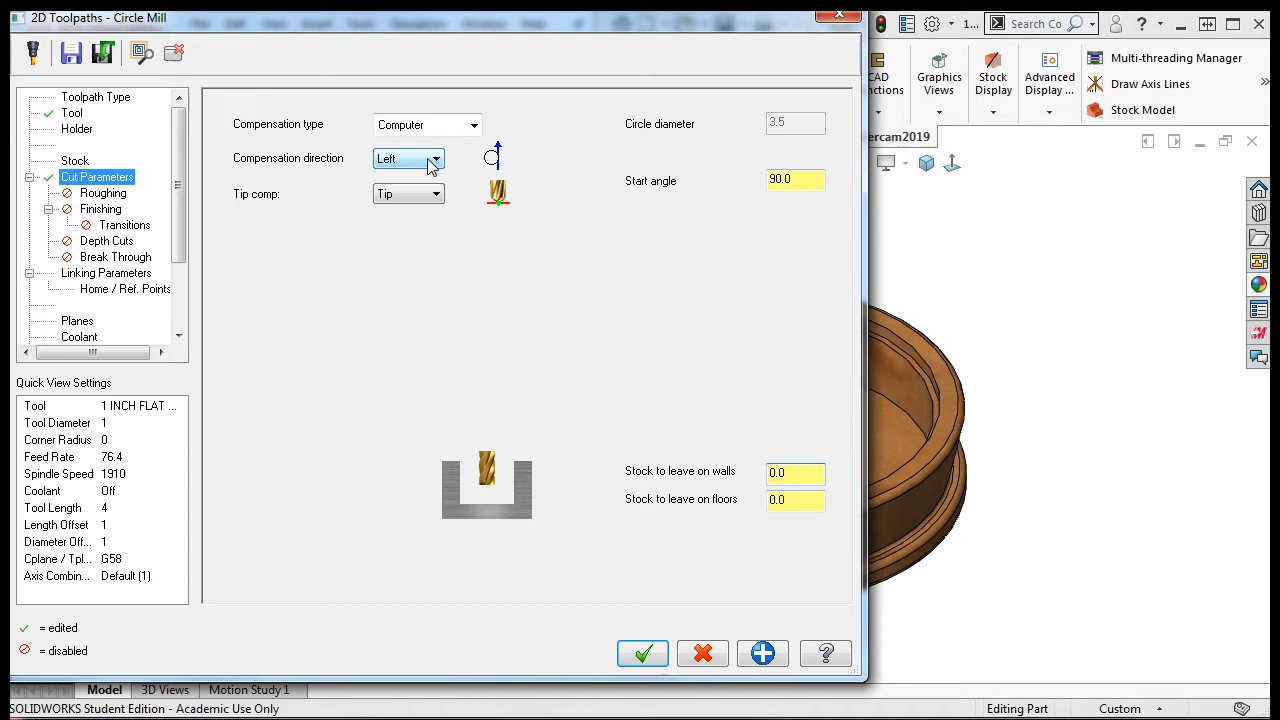 2D Toolpaths - Circle Mill
1...
Search Co
?
Toolpath Type
Tool
Holder
Stock
Cut Parameters
Roughing
Finishing
Transitions
Depth Cuts
Break Through
Linking Parameters
Home / Ref. Points
Planes
Coolant
Compensation type
Computer
Compensation direction
Left
Tip comp:
Tip
Circle diameter
3.5
Start angle
90.0
Stock to leave on walls
0.0
Stock to leave on floors
0.0
Quick View Settings
Tool 1 INCH FLAT ...
Tool Diameter 1
Corner Radius 0
Feed Rate 76.4
Spindle Speed 1910
Coolant Off
Tool Length 4
Length Offset 1
Diameter Off... 1
Cplane / Tpl... G58
Axis Combin... Default (1)
= edited
= disabled
Graphics
Views
Stock
Display
Advanced
Display ...
Multi-threading Manager
Draw Axis Lines
Stock Model
CAD
nctions
ercam2019
Model
3D Views
Motion Study 1
SOLIDWORKS Student Edition - Academic Use Only
Editing Part
Custom